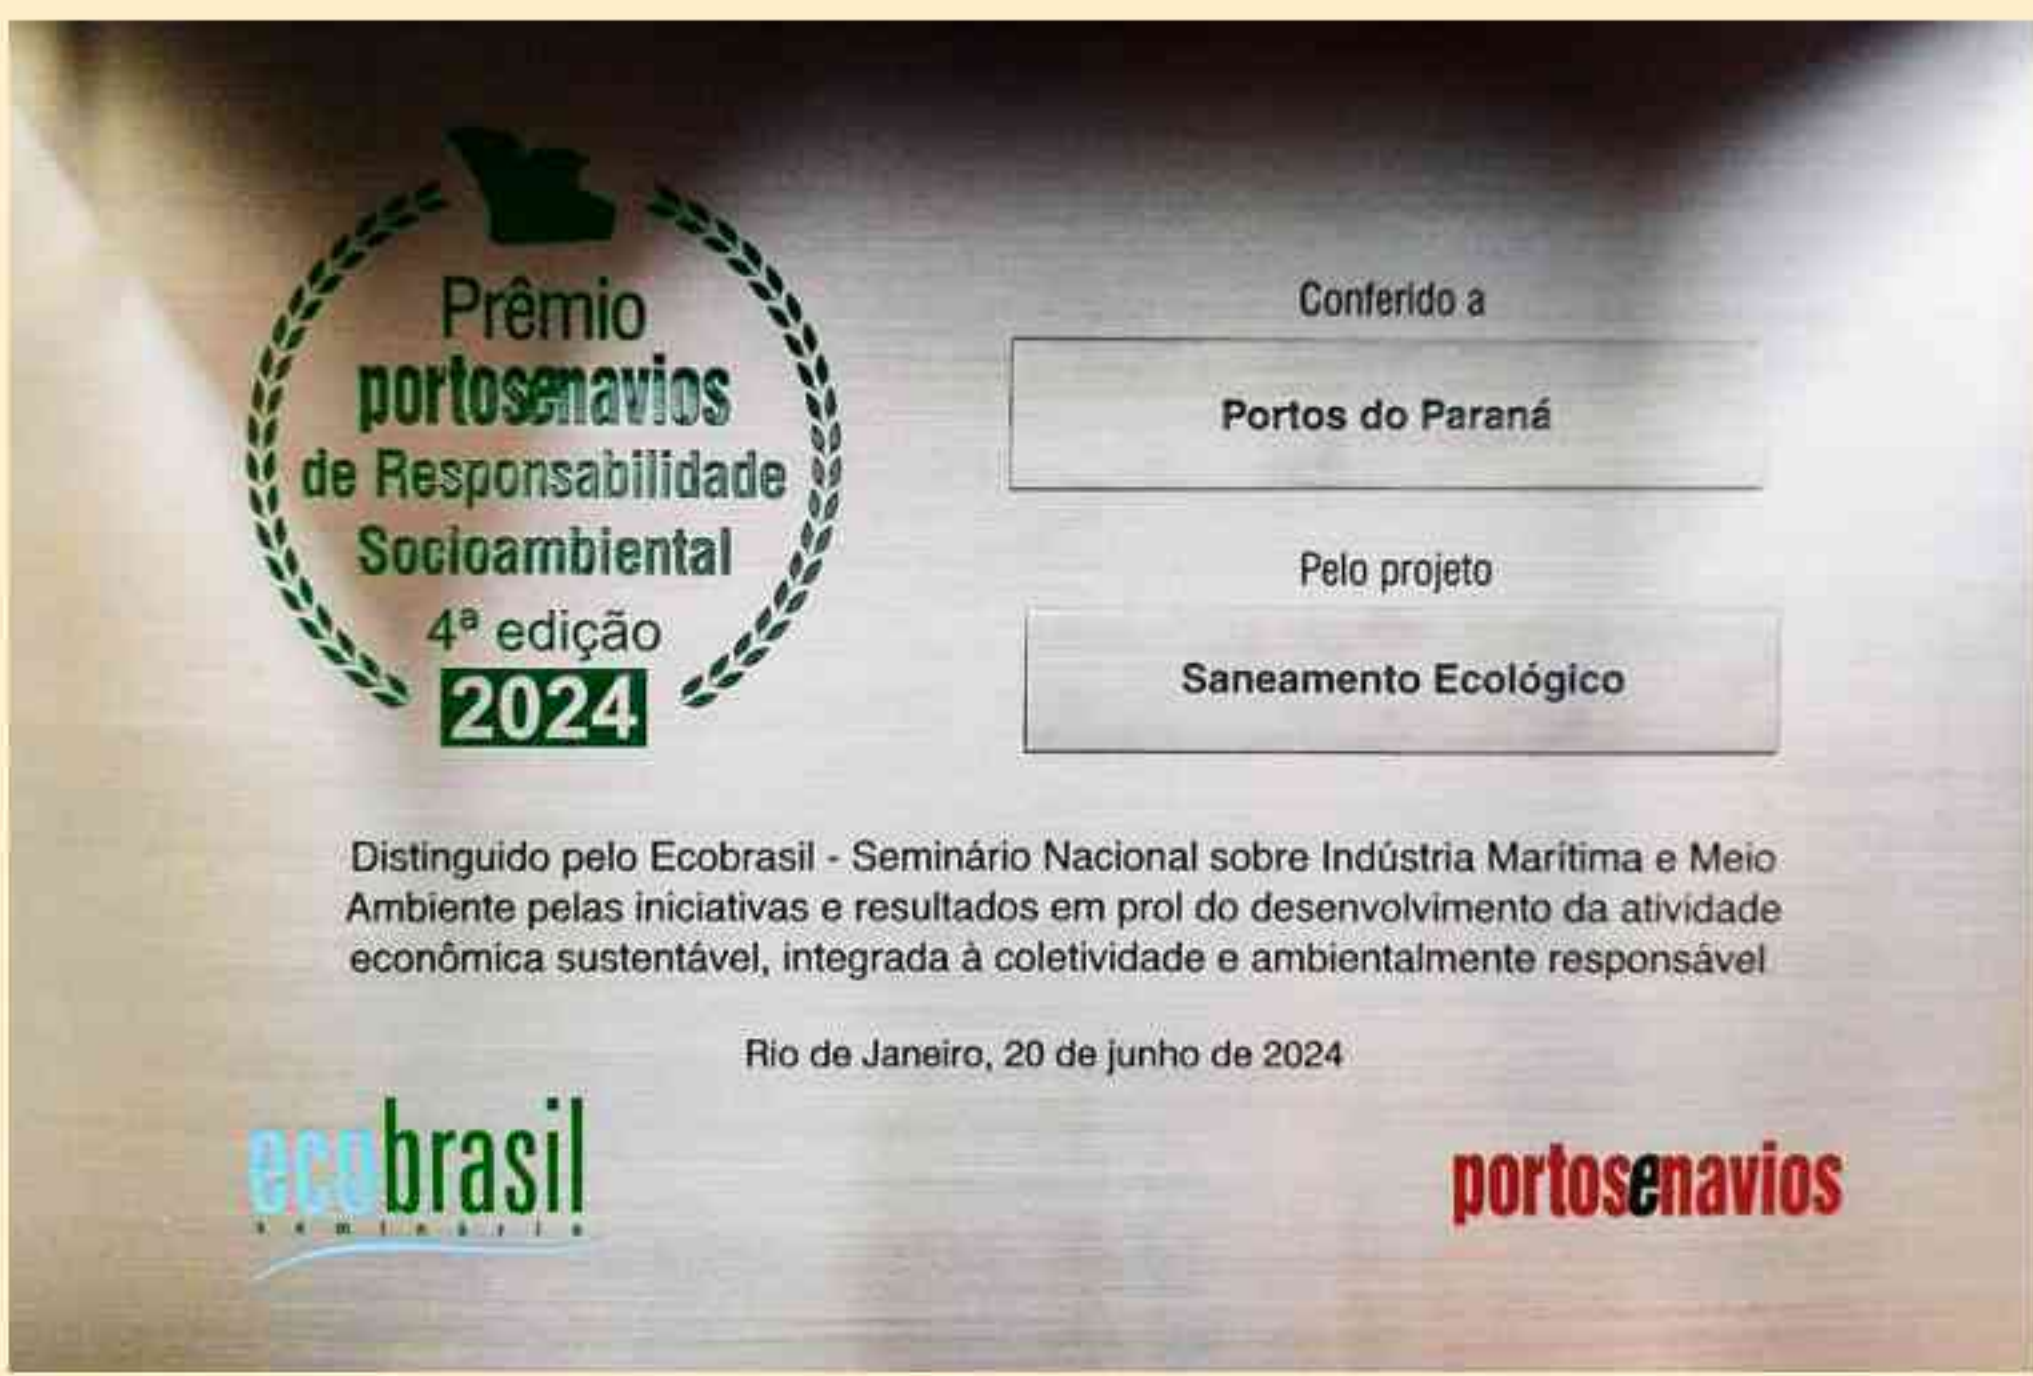 Prêmio
portosenavios
de Responsabilidade
Socioambiental
4ª edição
2024
Conferido a
Portos do Paraná
Pelo projeto
Saneamento Ecológico
Distinguido pelo Ecobrasil - Seminário Nacional sobre Indústria Marítima e Meio
Ambiente pelas iniciativas e resultados em prol do desenvolvimento da atividade
econômica sustentável, integrada à coletividade e ambientalmente responsável
Rio de Janeiro, 20 de junho de 2024
ecobrasil
seminário
portosenavios